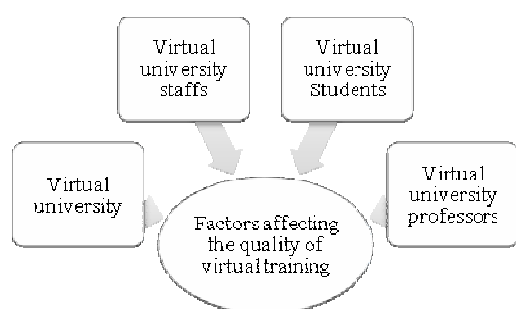 Virtual
university
staffs
Virtual
university
Students
Virtual
university
Virtual
university
professors
Factors affecting
the quality of
virtual training